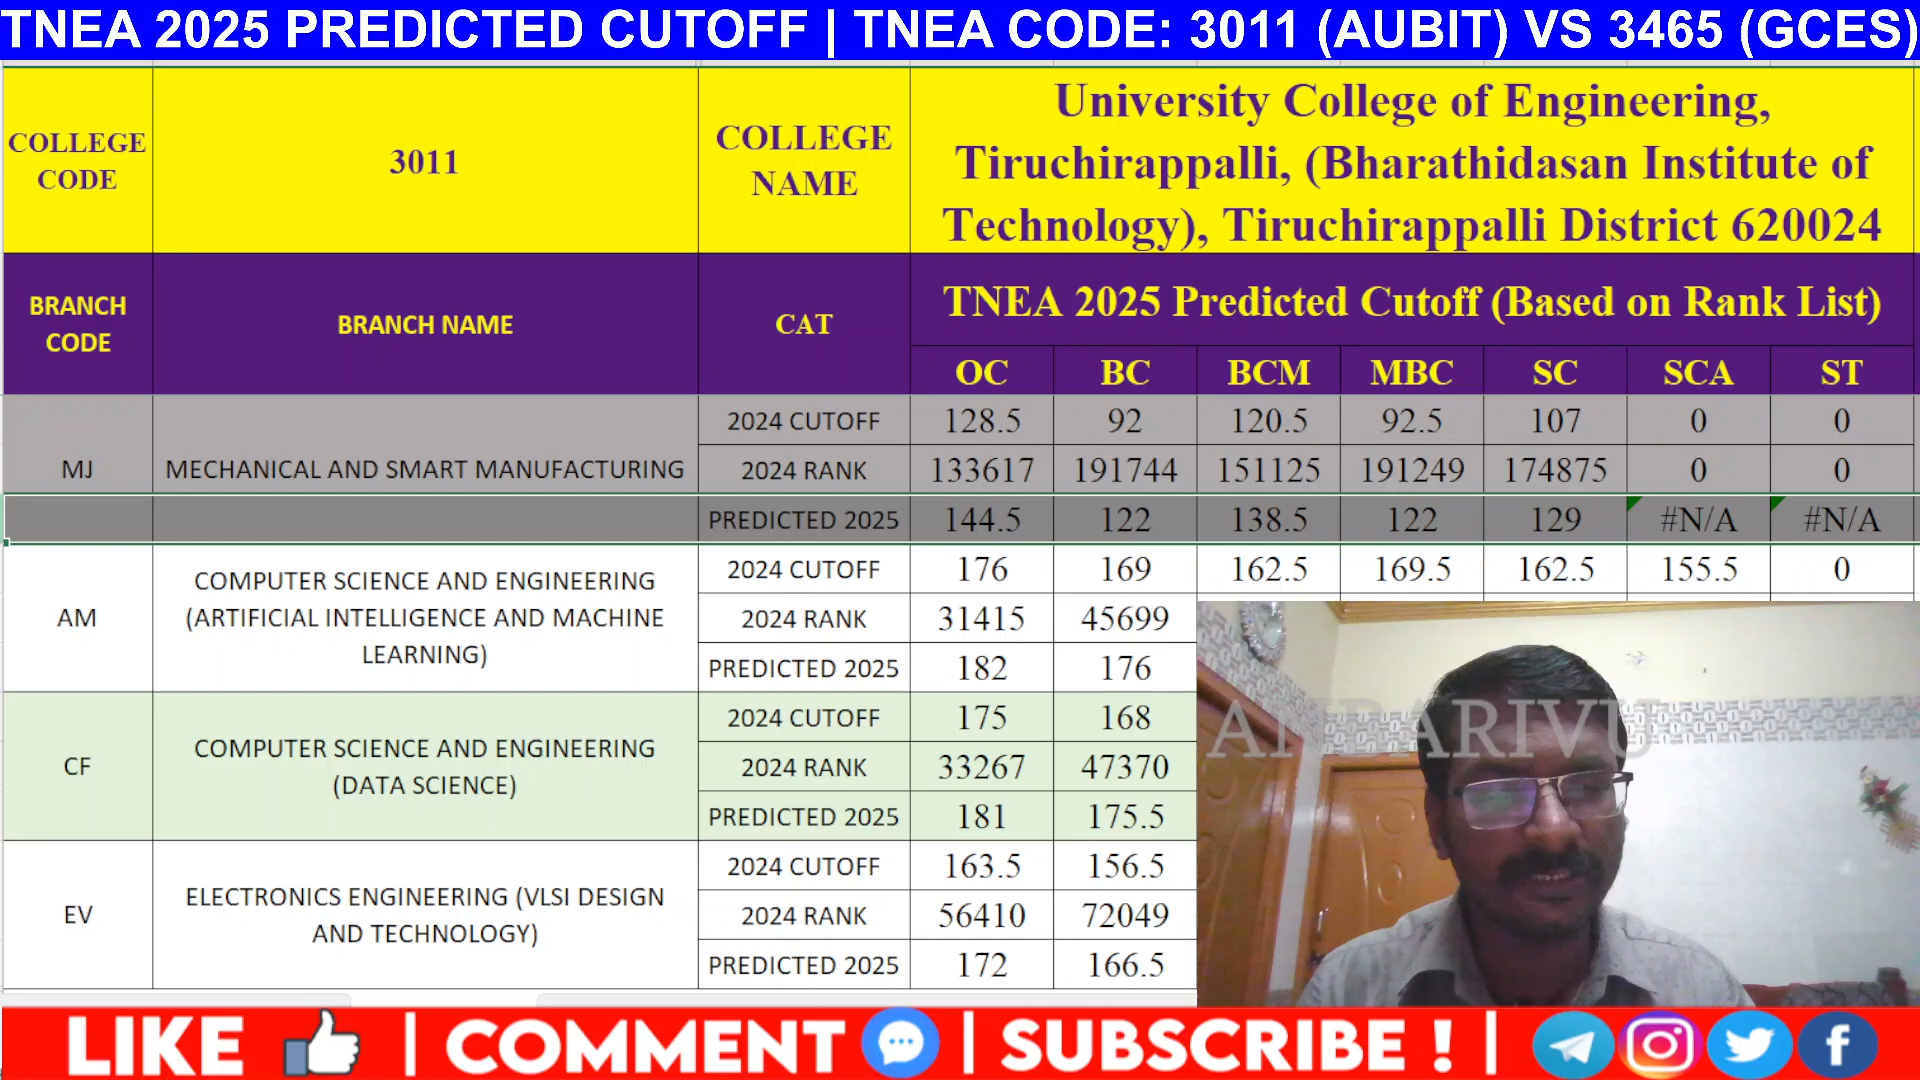 TNEA 2025 PREDICTED CUTOFF | TNEA CODE: 3011 (AUBIT) VS 3465 (GCES)
COLLEGE CODE
3011
COLLEGE NAME
University College of Engineering,
Tiruchirappalli, (Bharathidasan Institute of
Technology), Tiruchirappalli District 620024
BRANCH CODE
BRANCH NAME
CAT
TNEA 2025 Predicted Cutoff (Based on Rank List)
OC BC BCM MBC SC SCA ST
MJ
MECHANICAL AND SMART MANUFACTURING
2024 CUTOFF 128.5 92 120.5 92.5 107 0 0
2024 RANK 133617 191744 151125 191249 174875 0 0
PREDICTED 2025 144.5 122 138.5 122 129 #N/A #N/A
AM
COMPUTER SCIENCE AND ENGINEERING
(ARTIFICIAL INTELLIGENCE AND MACHINE
LEARNING)
2024 CUTOFF 176 169 162.5 169.5 162.5 155.5 0
2024 RANK 31415 45699
PREDICTED 2025 182 176
CF
COMPUTER SCIENCE AND ENGINEERING
(DATA SCIENCE)
2024 CUTOFF 175 168
2024 RANK 33267 47370
PREDICTED 2025 181 175.5
EV
ELECTRONICS ENGINEERING (VLSI DESIGN
AND TECHNOLOGY)
2024 CUTOFF 163.5 156.5
2024 RANK 56410 72049
PREDICTED 2025 172 166.5
LIKE | COMMENT | SUBSCRIBE ! |